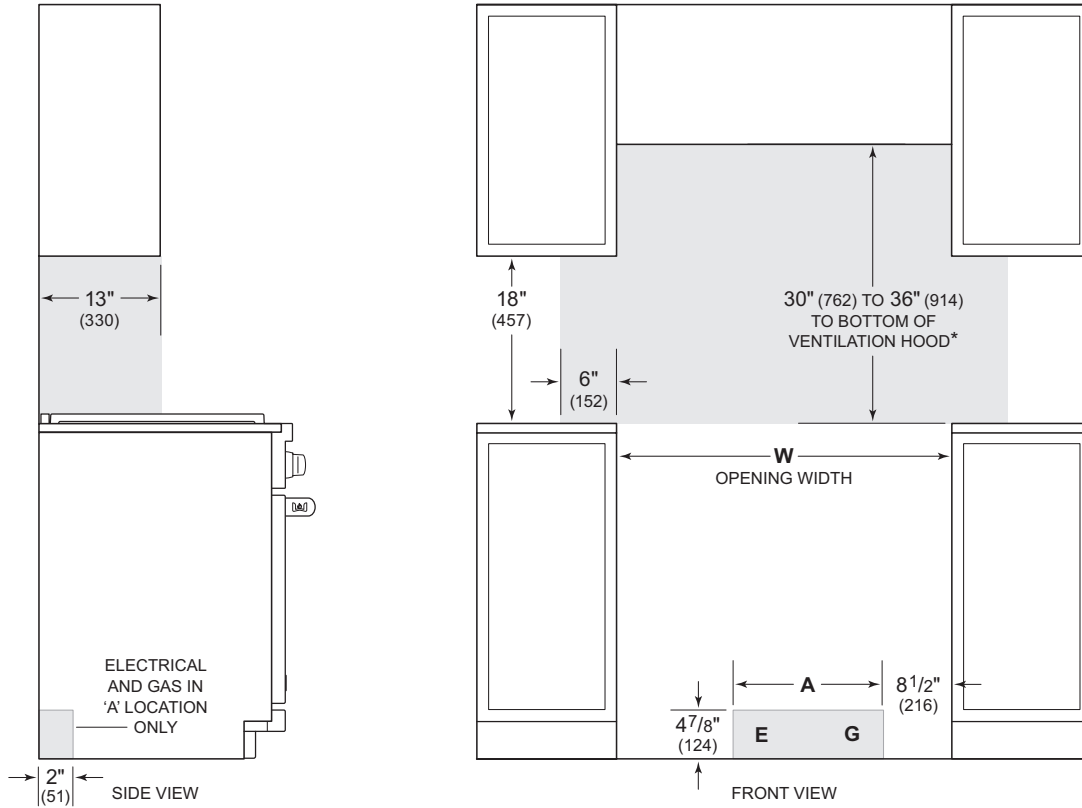 13"
(330)
ELECTRICAL
AND GAS IN
‘A’ LOCATION
ONLY
2"
(51)
SIDE VIEW
18"
(457)
30" (762) TO 36" (914)
TO BOTTOM OF
VENTILATION HOOD*
6"
(152)
W
OPENING WIDTH
A
8 1/2"
(216)
4 7/8"
(124)
E
G
FRONT VIEW